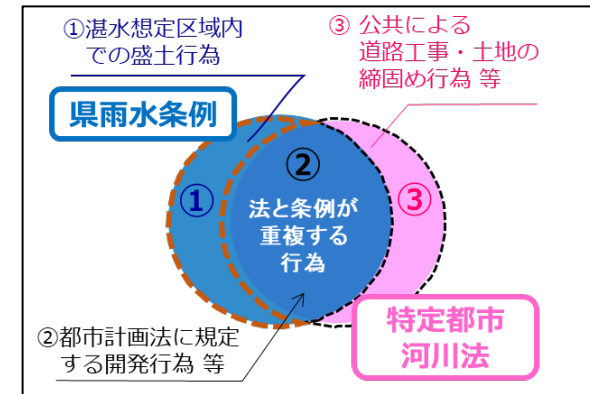 ①湛水想定区域内
での盛土行為
③ 公共による
道路工事・土地の
締固め行為 等
県雨水条例
②
①
③
法と条例が
重複する
行為
特定都市
河川法
②都市計画法に規定
する開発行為 等